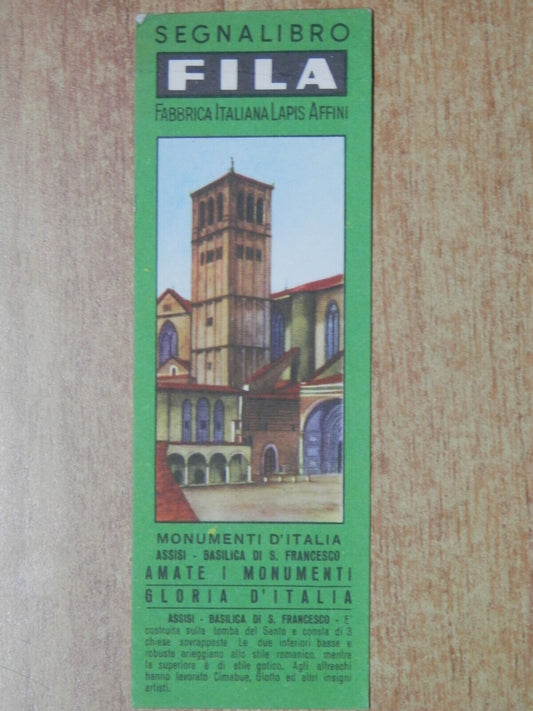 SEGNALIBRO
FILA
FABBRICA ITALIANA LAPIS AFFINI
MONUMENTI D'ITALIA
ASSISI - BASILICA DI S. FRANCESCO
AMATE I MONUMENTI
GLORIA D'ITALIA
ASSISI - BASILICA DI S. FRANCESCO - E'
costruita sulla tomba del Santo e consta di 3
chiese sovrapposte. Le due inferiori basse e
robuste arieggiano allo stile romanico, mentre
la superiore è di stile gotico. Agli affreschi
hanno lavorato Cimabue, Giotto ed altri insigni
artisti.